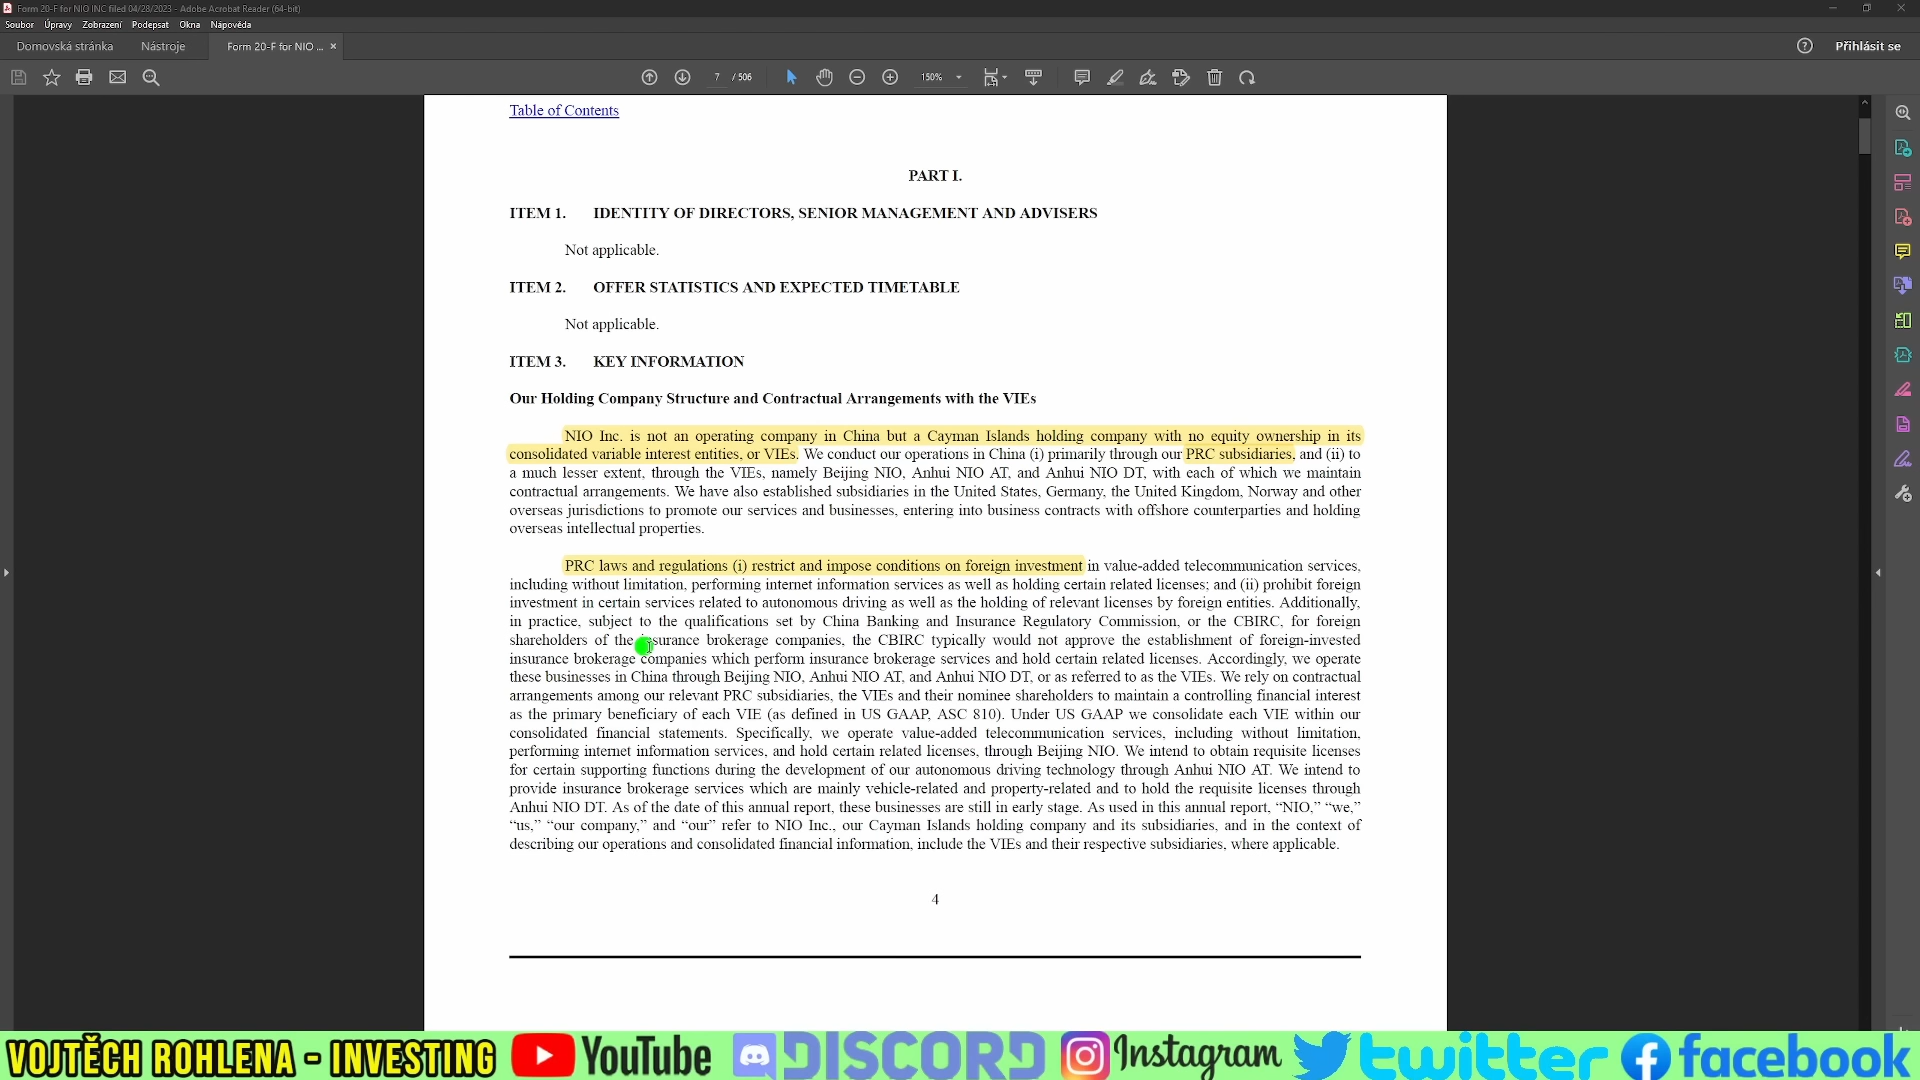 Form 20-F for NIO INC filed 04/28/2023 - Adobe Acrobat Reader (64-bit)
Soubor Úpravy Zobrazení Podepsat Okna Nápověda
Domovská stránka Nástroje Form 20-F for NIO ... × Přihlásit se
7 / 506 150%
Table of Contents
PART I.
ITEM 1. IDENTITY OF DIRECTORS, SENIOR MANAGEMENT AND ADVISERS
Not applicable.
ITEM 2. OFFER STATISTICS AND EXPECTED TIMETABLE
Not applicable.
ITEM 3. KEY INFORMATION
Our Holding Company Structure and Contractual Arrangements with the VIEs
NIO Inc. is not an operating company in China but a Cayman Islands holding company with no equity ownership in its
consolidated variable interest entities, or VIEs. We conduct our operations in China (i) primarily through our PRC subsidiaries, and (ii) to
a much lesser extent, through the VIEs, namely Beijing NIO, Anhui NIO AT, and Anhui NIO DT, with each of which we maintain
contractual arrangements. We have also established subsidiaries in the United States, Germany, the United Kingdom, Norway and other
overseas jurisdictions to promote our services and businesses, entering into business contracts with offshore counterparties and holding
overseas intellectual properties.
PRC laws and regulations (i) restrict and impose conditions on foreign investment in value-added telecommunication services,
including without limitation, performing internet information services as well as holding certain related licenses; and (ii) prohibit foreign
investment in certain services related to autonomous driving as well as the holding of relevant licenses by foreign entities. Additionally,
in practice, subject to the qualifications set by China Banking and Insurance Regulatory Commission, or the CBIRC, for foreign
shareholders of the insurance brokerage companies, the CBIRC typically would not approve the establishment of foreign-invested
insurance brokerage companies which perform insurance brokerage services and hold certain related licenses. Accordingly, we operate
these businesses in China through Beijing NIO, Anhui NIO AT, and Anhui NIO DT, or as referred to as the VIEs. We rely on contractual
arrangements among our relevant PRC subsidiaries, the VIEs and their nominee shareholders to maintain a controlling financial interest
as the primary beneficiary of each VIE (as defined in US GAAP, ASC 810). Under US GAAP we consolidate each VIE within our
consolidated financial statements. Specifically, we operate value-added telecommunication services, including without limitation,
performing internet information services, and hold certain related licenses, through Beijing NIO. We intend to obtain requisite licenses
for certain supporting functions during the development of our autonomous driving technology through Anhui NIO AT. We intend to
provide insurance brokerage services which are mainly vehicle-related and property-related and to hold the requisite licenses through
Anhui NIO DT. As of the date of this annual report, these businesses are still in early stage. As used in this annual report, “NIO,” “we,”
“us,” “our company,” and “our” refer to NIO Inc., our Cayman Islands holding company and its subsidiaries, and in the context of
describing our operations and consolidated financial information, include the VIEs and their respective subsidiaries, where applicable.
4
VOJTĚCH ROHLENA - INVESTING YouTube DISCORD Instagram twitter facebook